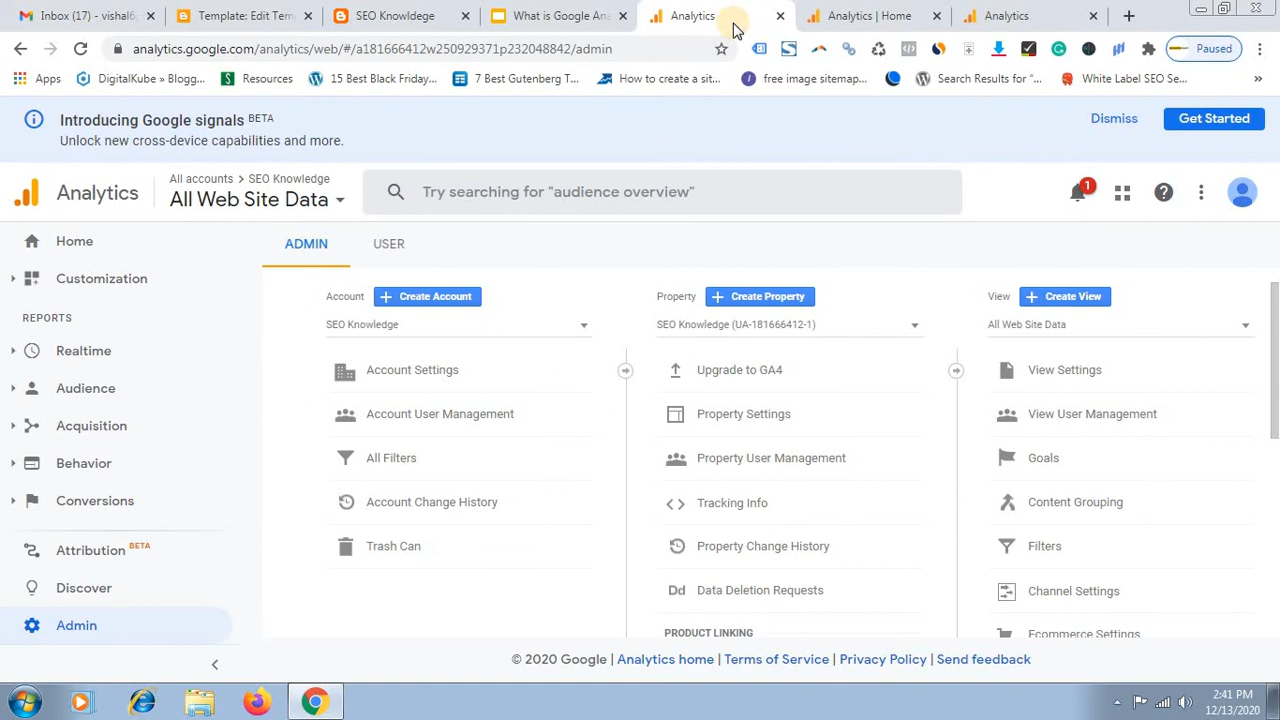 Inbox (17) - vishal6
Template: Edit Tem
SEO Knowldege
What is Google Ana
Analytics
Analytics | Home
Analytics
analytics.google.com/analytics/web/#/a181666412w250929371p232048842/admin
Paused
Apps
DigitalKube » Blogg...
Resources
15 Best Black Friday...
7 Best Gutenberg T...
How to create a sit...
free image sitemap...
Search Results for "...
White Label SEO Se...
»
Introducing Google signals BETA
Unlock new cross-device capabilities and more.
Dismiss
Get Started
Analytics
All accounts > SEO Knowledge
All Web Site Data
Try searching for "audience overview"
1
Home
Customization
REPORTS
Realtime
Audience
Acquisition
Behavior
Conversions
Attribution BETA
Discover
Admin
ADMIN
USER
Account
Create Account
SEO Knowledge
Account Settings
Account User Management
All Filters
Account Change History
Trash Can
Property
Create Property
SEO Knowledge (UA-181666412-1)
Upgrade to GA4
Property Settings
Property User Management
Tracking Info
Property Change History
Dd Data Deletion Requests
PRODUCT LINKING
View
Create View
All Web Site Data
View Settings
View User Management
Goals
Content Grouping
Filters
Channel Settings
Ecommerce Settings
© 2020 Google | Analytics home | Terms of Service | Privacy Policy | Send feedback
2:41 PM
12/13/2020